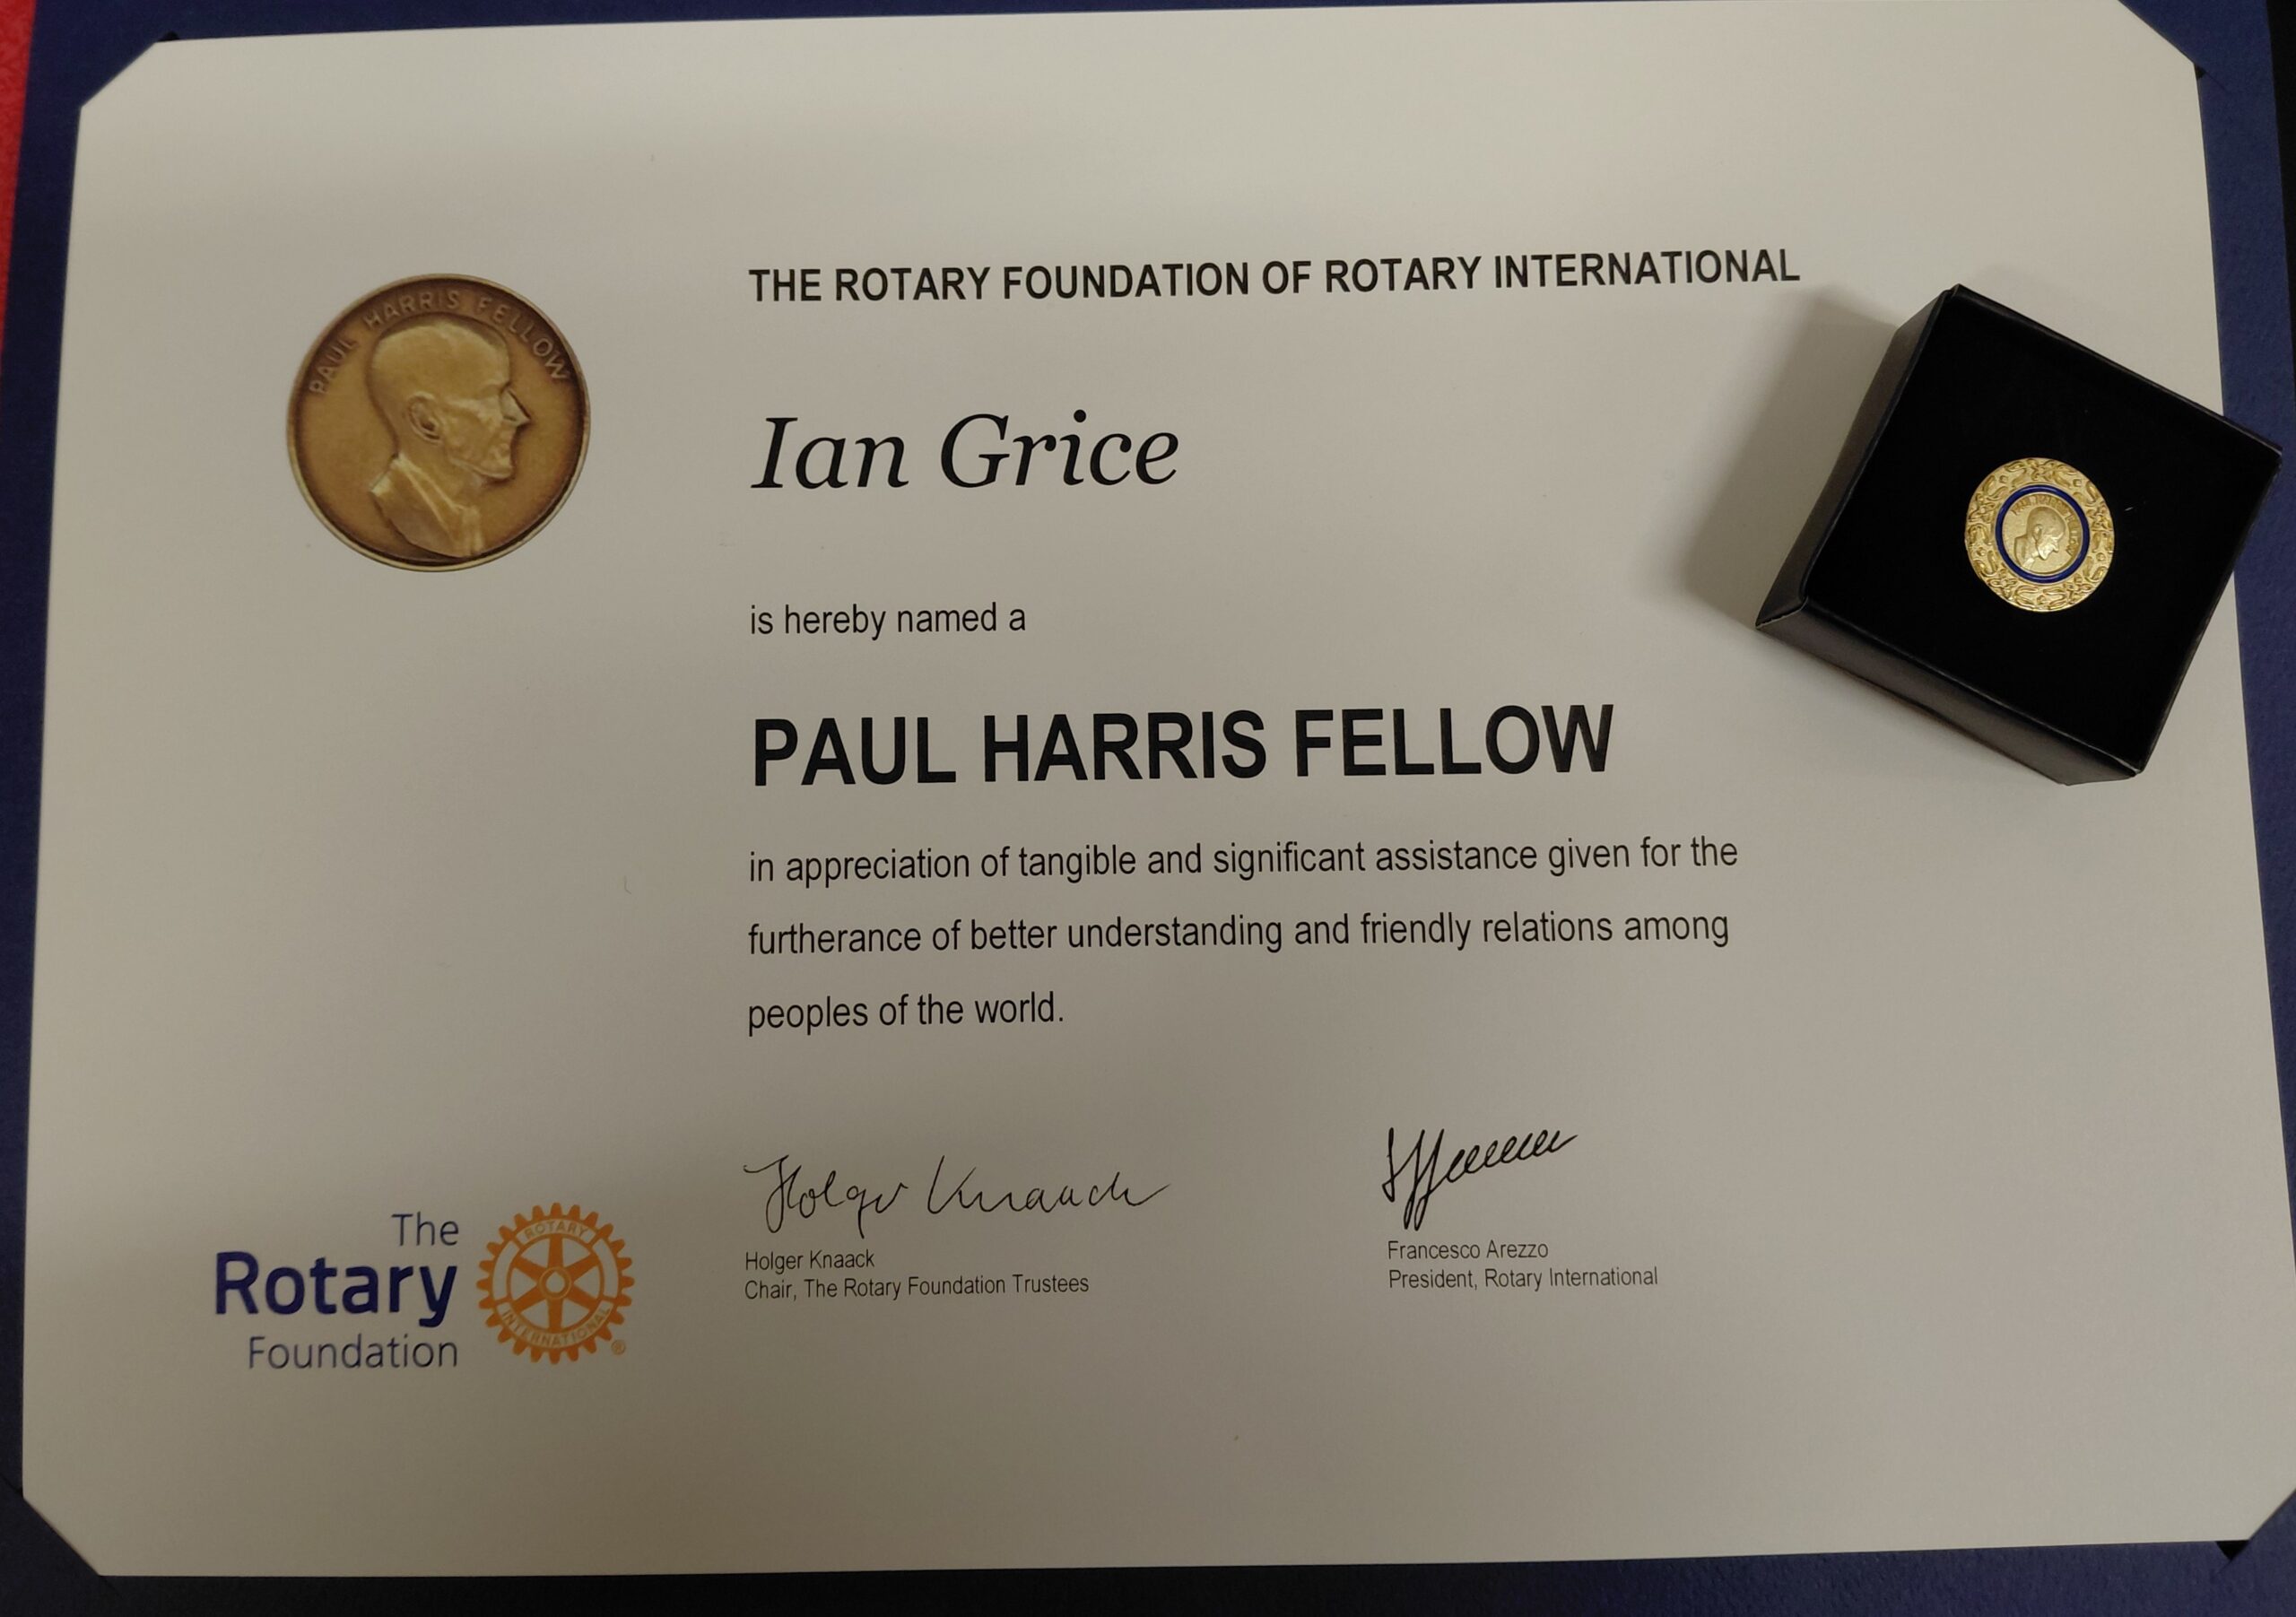 PAUL HARRIS FELLOW
THE ROTARY FOUNDATION OF ROTARY INTERNATIONAL
Ian Grice
is hereby named a
PAUL HARRIS FELLOW
in appreciation of tangible and significant assistance given for the
furtherance of better understanding and friendly relations among
peoples of the world.
Holger Knaack
Holger Knaack
Chair, The Rotary Foundation Trustees
Francesco Arezzo
President, Rotary International
The
Rotary
Foundation
ROTARY
INTERNATIONAL
®